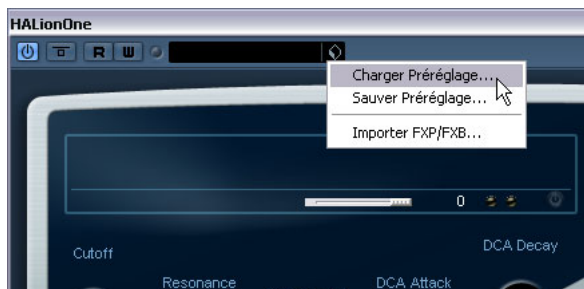 HALionOne
R W
Charger Préréglage...
Sauver Préréglage...
Importer FXP/FXB...
0
Cutoff
DCA Decay
Resonance
DCA Attack